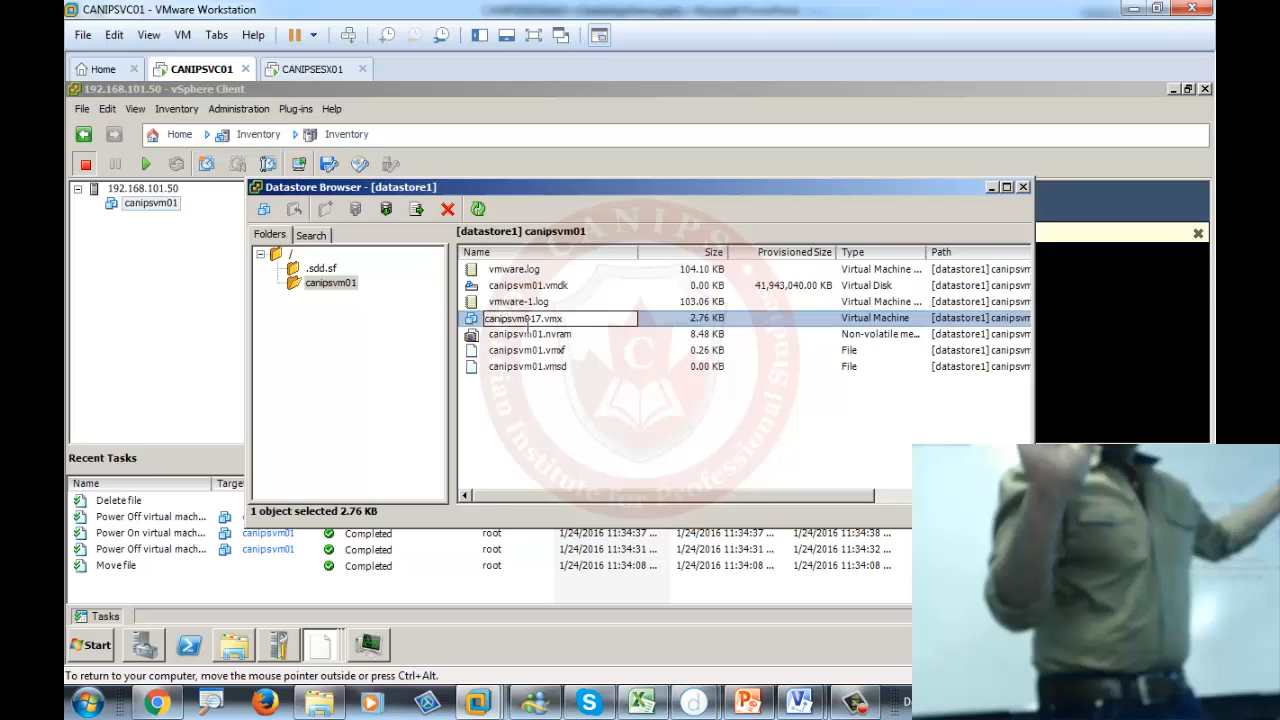 CANIPSVC01 - VMware Workstation
File Edit View VM Tabs Help
Home CANIPSVC01 CANIPSESX01
192.168.101.50 - vSphere Client
File Edit View Inventory Administration Plug-ins Help
Home Inventory Inventory
192.168.101.50
canipsvm01
Datastore Browser - [datastore1]
Folders Search
/
.sdd.sf
canipsvm01
[datastore1] canipsvm01
Name Size Provisioned Size Type Path
vmware.log 104.10 KB Virtual Machine ... [datastore1] canipsvm
canipsvm01.vmdk 0.00 KB 41,943,040.00 KB Virtual Disk [datastore1] canipsvm
vmware-1.log 103.06 KB Virtual Machine ... [datastore1] canipsvm
canipsvm017.vmx 2.76 KB Virtual Machine [datastore1] canipsvm
canipsvm01.nvram 8.48 KB Non-volatile me... [datastore1] canipsvm
canipsvm01.vmxf 0.26 KB File [datastore1] canipsvm
canipsvm01.vmsd 0.00 KB File [datastore1] canipsvm
1 object selected 2.76 KB
CANIPS
C
Canadian Institute for Professional Studies
Recent Tasks
Name Targe
Delete file
Power Off virtual mach...
Power On virtual mach... canipsvm01 Completed root 1/24/2016 11:34:37 ... 1/24/2016 11:34:37 ... 1/24/2016 11:34:38 ...
Power Off virtual mach... canipsvm01 Completed root 1/24/2016 11:34:31 ... 1/24/2016 11:34:31 ... 1/24/2016 11:34:32 ...
Move file Completed root 1/24/2016 11:34:08 ... 1/24/2016 11:34:08 ... 1/24/2016 11:34:08 ...
Tasks
Start
To return to your computer, move the mouse pointer outside or press Ctrl+Alt.